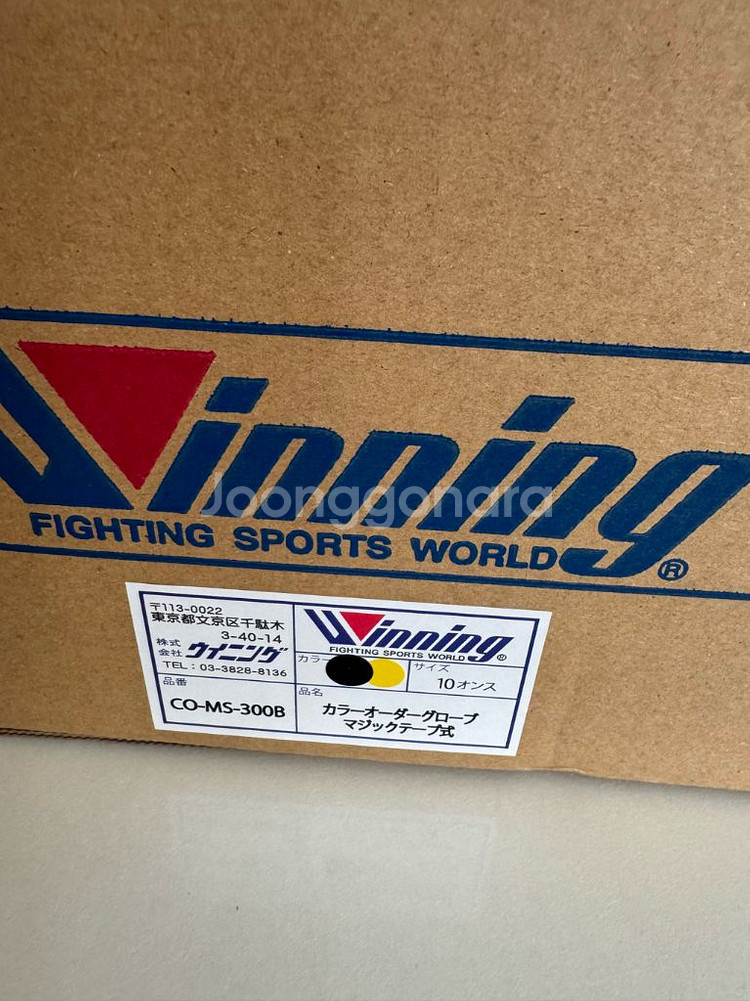 Winning
Joonggonara
FIGHTING SPORTS WORLD®
〒113-0022
東京都文京区千駄木
3-40-14
株式会社 ウイニング
TEL：03-3828-8136
品番
CO-MS-300B
Winning
FIGHTING SPORTS WORLD®
カラー
サイズ
10オンス
品名
カラーオーダーグローブ
マジックテープ式